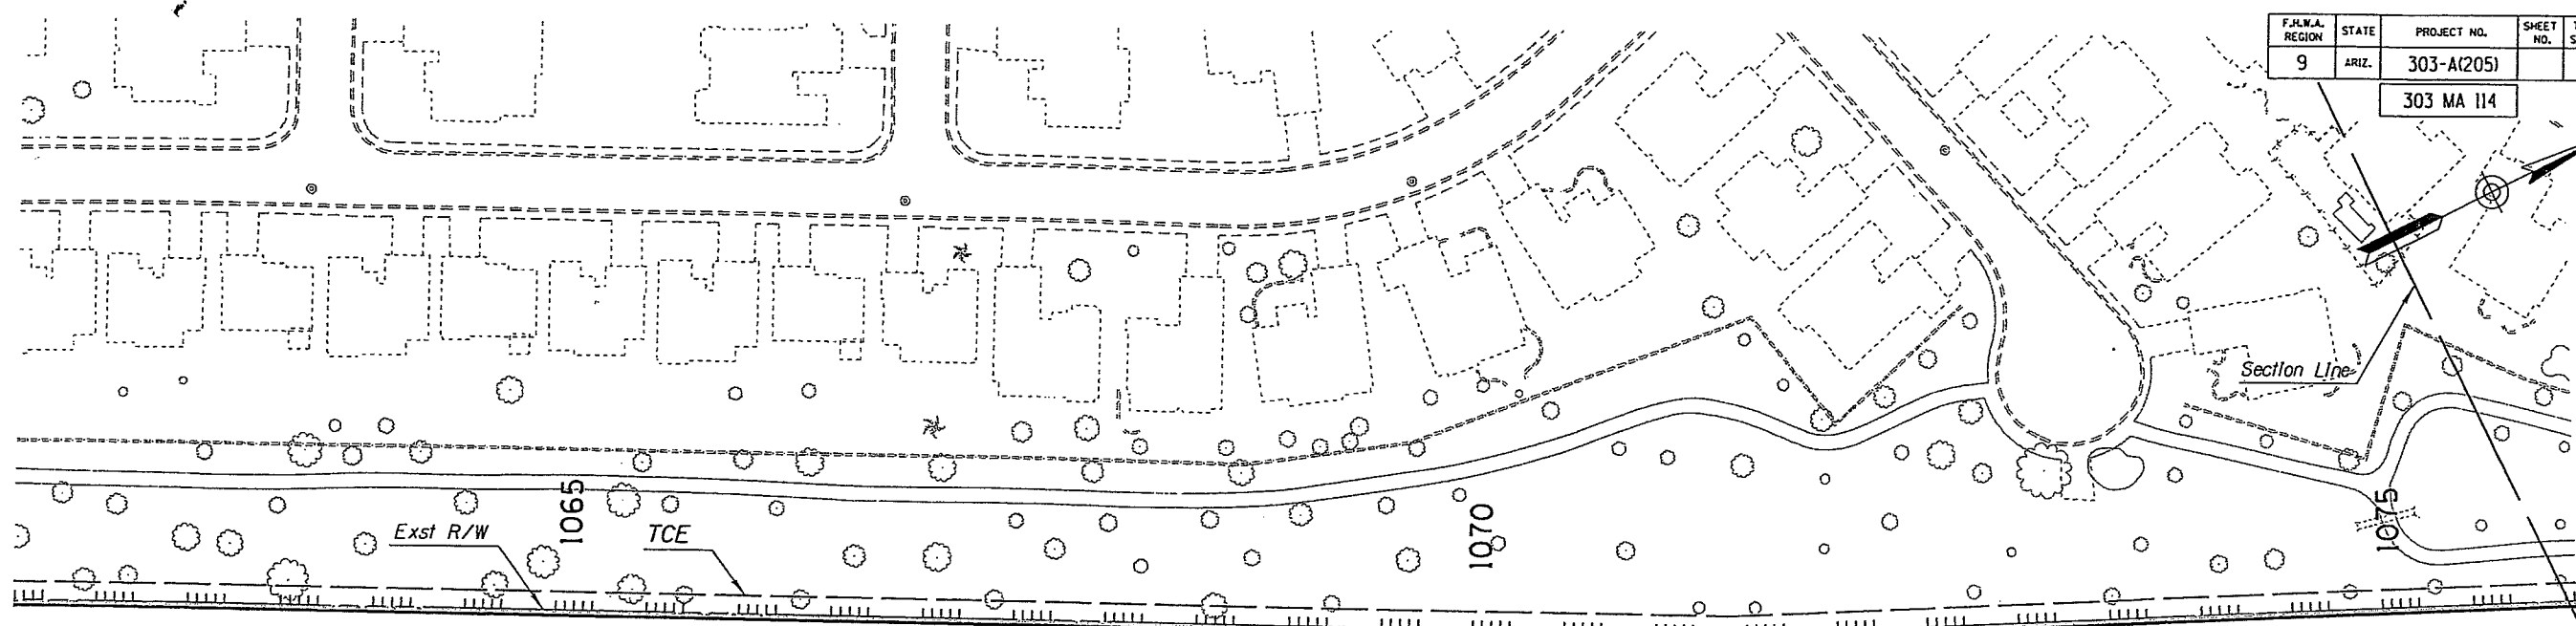 F.H.W.A. REGION STATE PROJECT NO. SHEET NO.
9 ARIZ. 303-A(205)
303 MA 114
Section Line
1065
1070
1075
Exst R/W
TCE